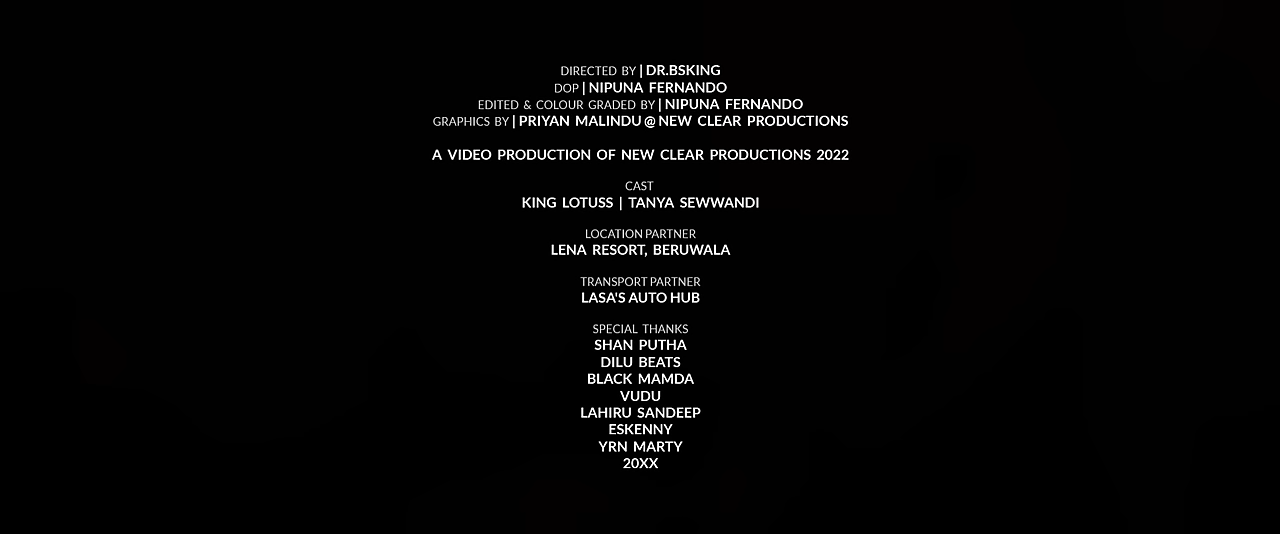 DIRECTED BY | DR.BSKING
DOP | NIPUNA FERNANDO
EDITED & COLOUR GRADED BY | NIPUNA FERNANDO
GRAPHICS BY | PRIYAN MALINDU @ NEW CLEAR PRODUCTIONS
A VIDEO PRODUCTION OF NEW CLEAR PRODUCTIONS 2022
CAST
KING LOTUSS | TANYA SEWWANDI
LOCATION PARTNER
LENA RESORT, BERUWALA
TRANSPORT PARTNER
LASA'S AUTO HUB
SPECIAL THANKS
SHAN PUTHA
DILU BEATS
BLACK MAMDA
VUDU
LAHIRU SANDEEP
ESKENNY
YRN MARTY
20XX